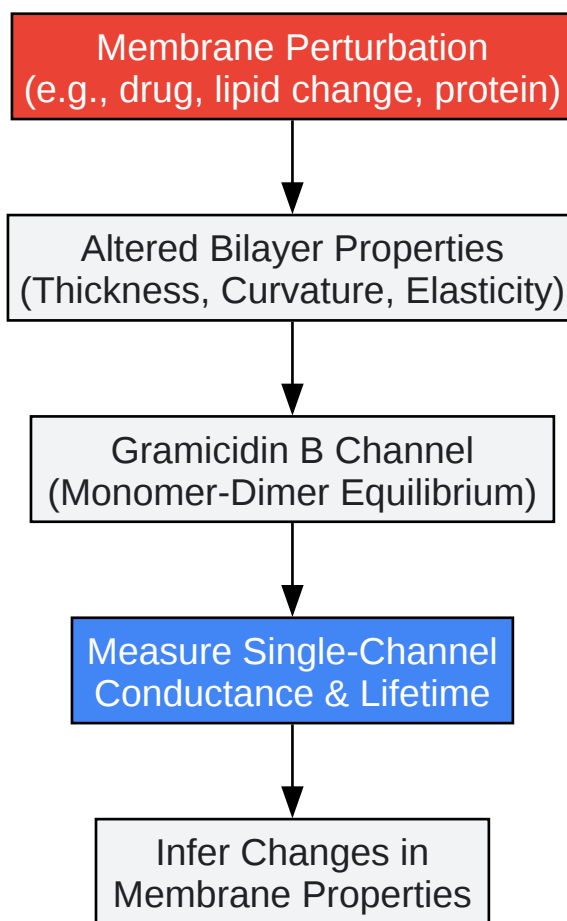 Membrane Perturbation
(e.g., drug, lipid change, protein)
Altered Bilayer Properties
(Thickness, Curvature, Elasticity)
Gramicidin B Channel
(Monomer-Dimer Equilibrium)
Measure Single-Channel
Conductance & Lifetime
Infer Changes in
Membrane Properties